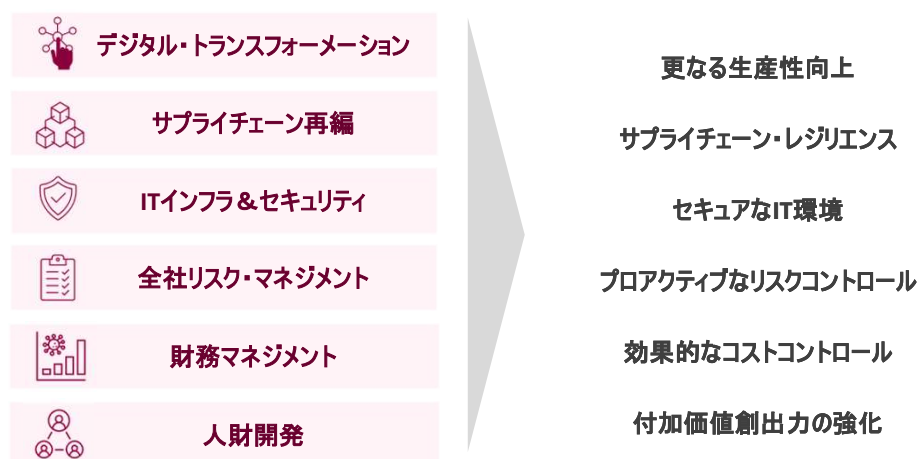 デジタル・トランスフォーメーション
サプライチェーン再編
ITインフラ＆セキュリティ
全社リスク・マネジメント
財務マネジメント
人財開発
更なる生産性向上
サプライチェーン・レジリエンス
セキュアなIT環境
プロアクティブなリスクコントロール
効果的なコストコントロール
付加価値創出力の強化